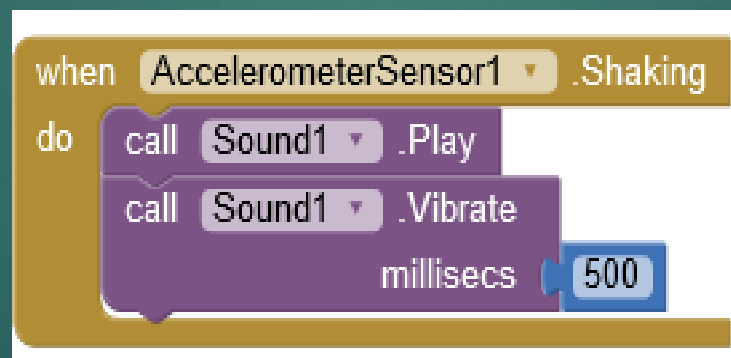 when AccelerometerSensor1 .Shaking
do call Sound1 .Play
call Sound1 .Vibrate
millisecs 500